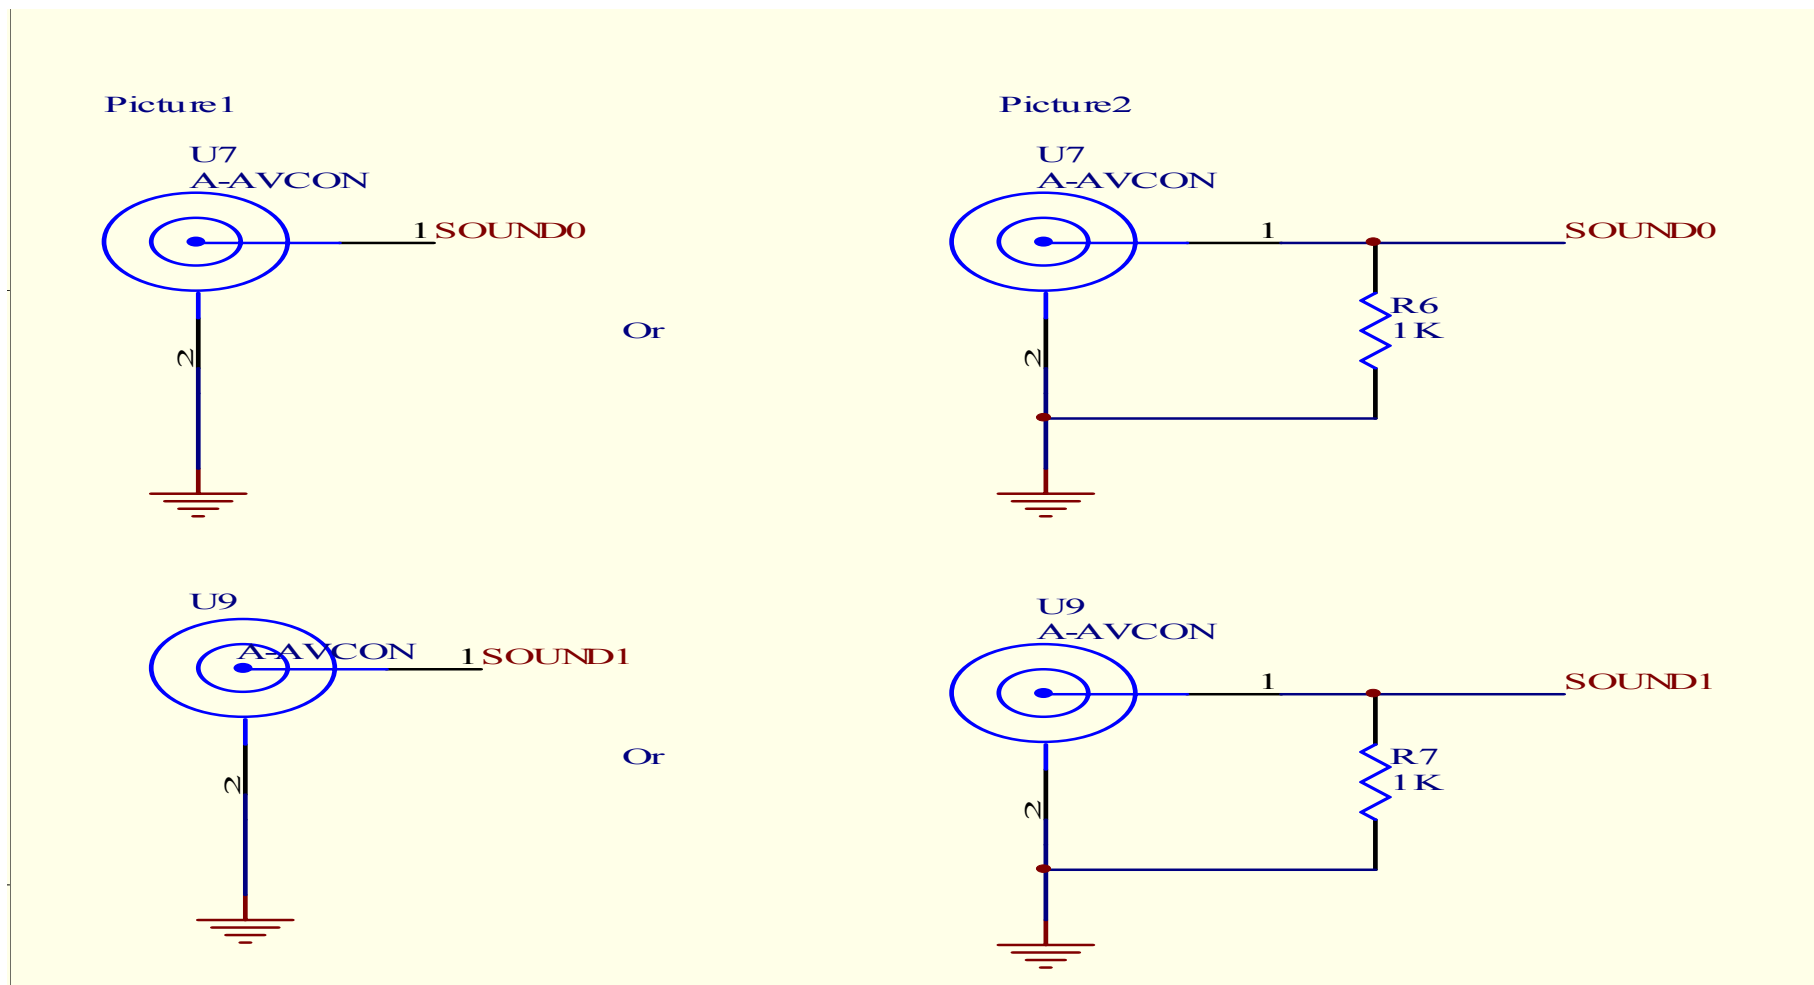 Picture1
Picture2
U7
A-AVCON
1 SOUND0
2
Or
U7
A-AVCON
1 SOUND0
R6
1K
2
U9
A-AVCON
1 SOUND1
2
Or
U9
A-AVCON
1 SOUND1
R7
1K
2